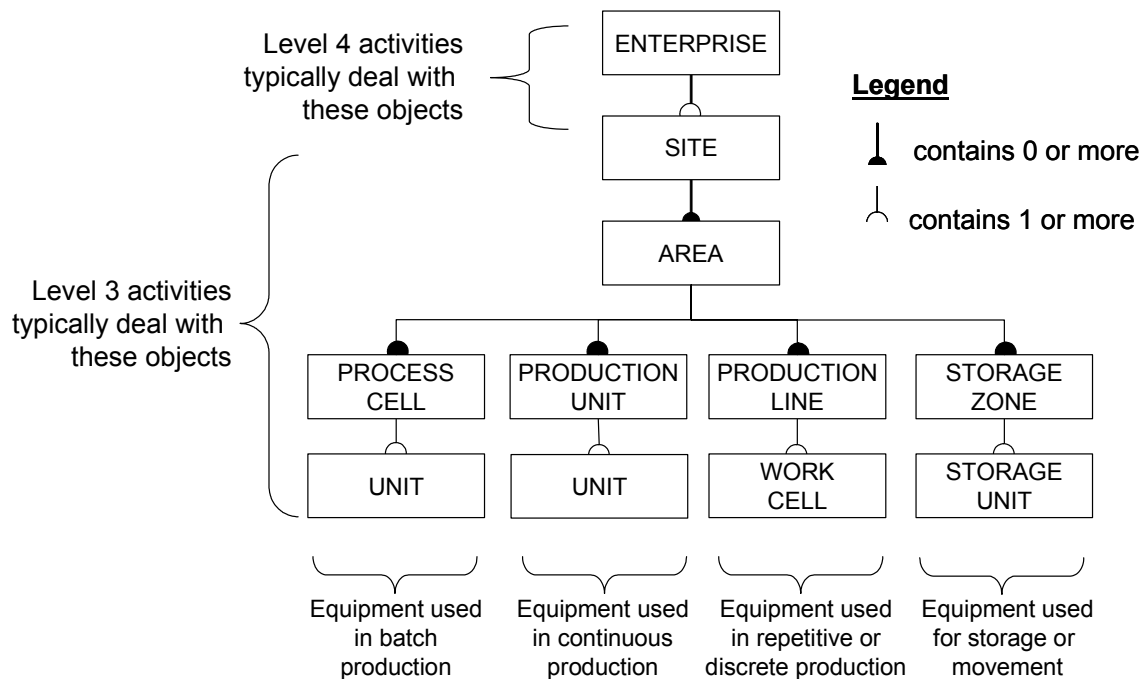 Level 4 activities
typically deal with
these objects
ENTERPRISE
SITE
AREA
Legend
contains 0 or more
contains 1 or more
Level 3 activities
typically deal with
these objects
PROCESS
CELL
PRODUCTION
UNIT
PRODUCTION
LINE
STORAGE
ZONE
UNIT
UNIT
WORK
CELL
STORAGE
UNIT
Equipment used
in batch
production
Equipment used
in continuous
production
Equipment used
in repetitive or
discrete production
Equipment used
for storage or
movement